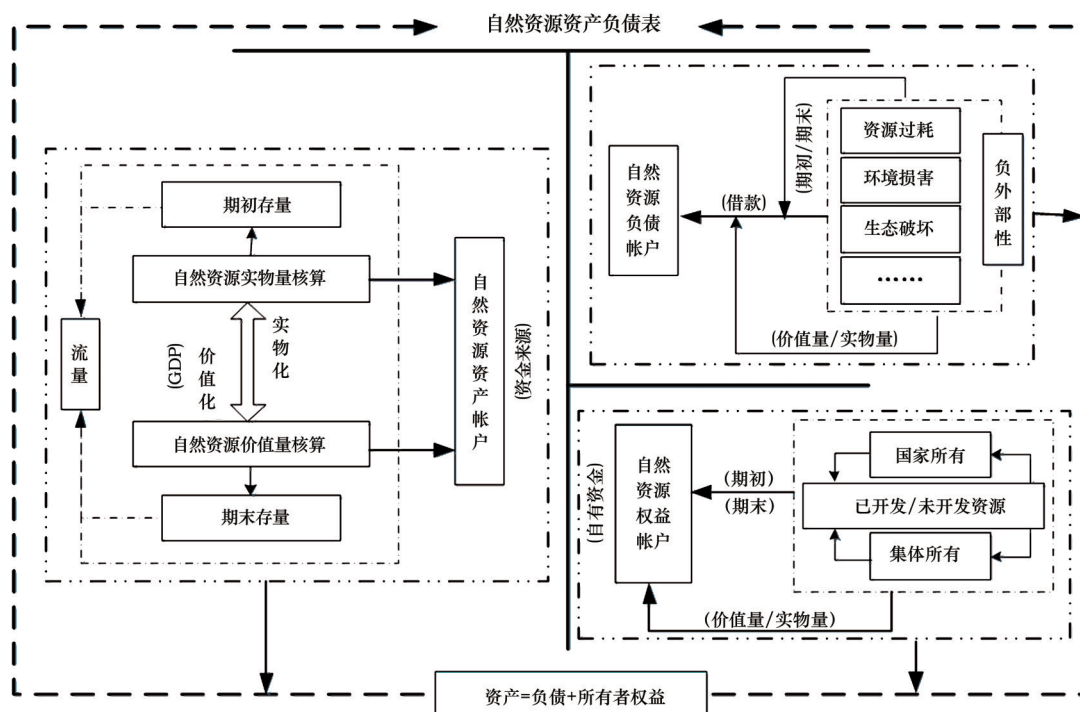 自然资源资产负债表
期初存量
自然资源实物量核算
流量
(GDP)
价值化
实物化
自然资源价值量核算
期末存量
自然资源资产帐户
(资金来源)
自然
资源
负债
帐户
(借款)
(期初/期末)
资源过耗
环境损害
生态破坏
……
负外部性
(价值量/实物量)
(自有资金)
自然
资源
权益
帐户
(期初)
(期末)
国家所有
已开发/未开发资源
集体所有
(价值量/实物量)
资产=负债+所有者权益